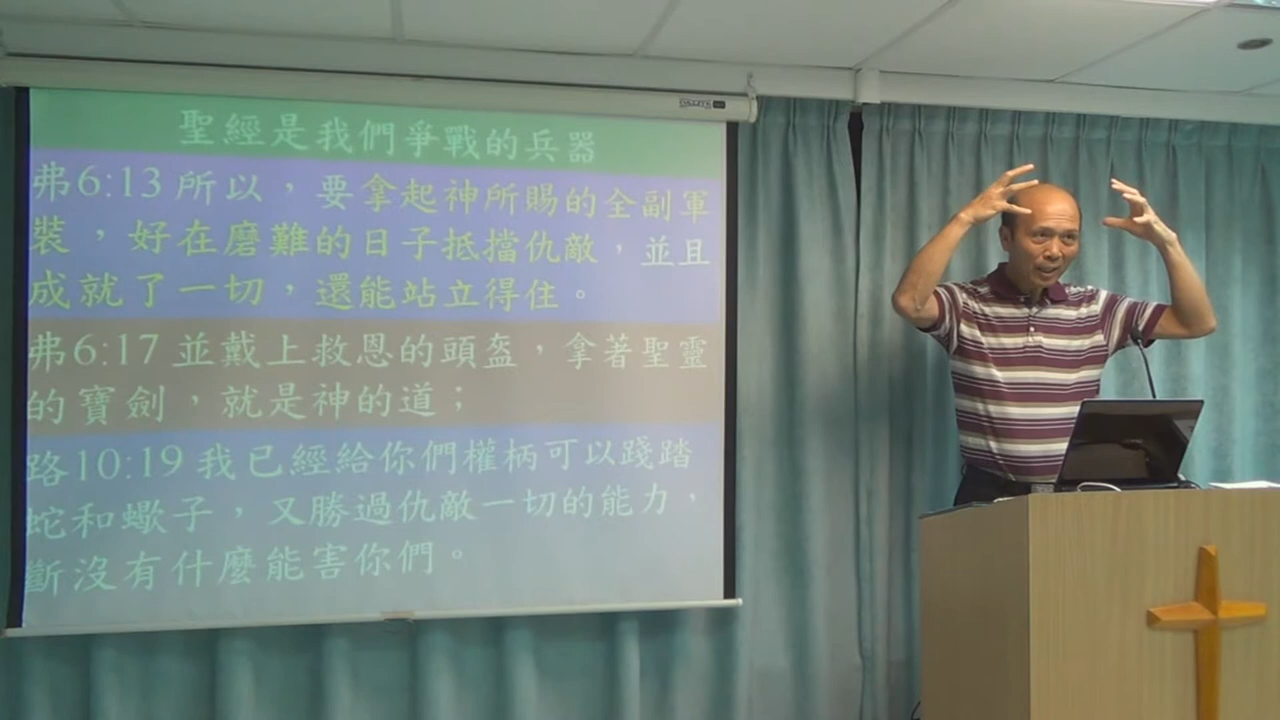 聖經是我們爭戰的兵器
弗6:13 所以，要拿起神所賜的全副軍
裝，好在磨難的日子抵擋仇敵，並且
成就了一切，還能站立得住。
弗6:17 並戴上救恩的頭盔，拿著聖靈
的寶劍，就是神的道；
路10:19 我已經給你們權柄可以踐踏
蛇和蠍子，又勝過仇敵一切的能力，
斷沒有什麼能害你們。